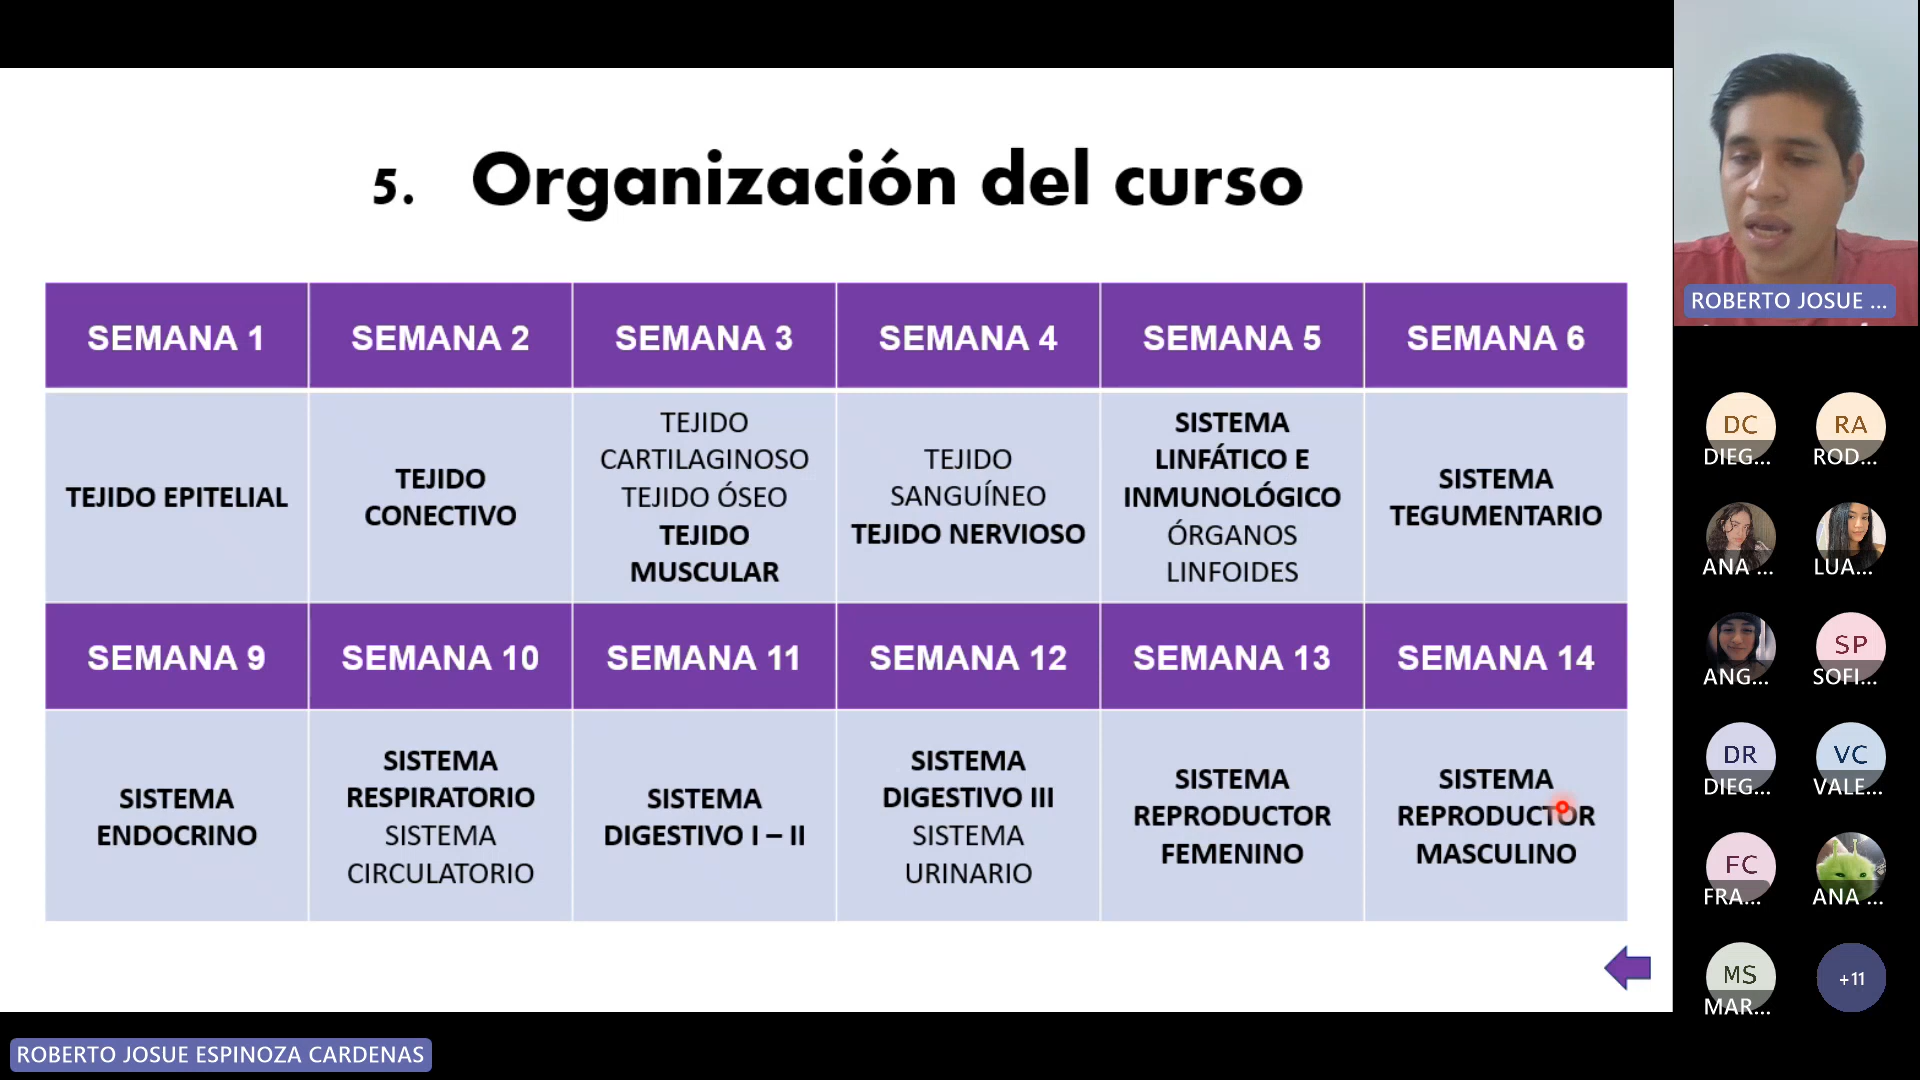 5. Organización del curso
SEMANA 1
SEMANA 2
SEMANA 3
SEMANA 4
SEMANA 5
SEMANA 6
TEJIDO EPITELIAL
TEJIDO
CONECTIVO
TEJIDO
CARTILAGINOSO
TEJIDO ÓSEO
TEJIDO
MUSCULAR
TEJIDO
SANGUÍNEO
TEJIDO NERVIOSO
SISTEMA
LINFÁTICO E
INMUNOLÓGICO
ÓRGANOS
LINFOIDES
SISTEMA
TEGUMENTARIO
SEMANA 9
SEMANA 10
SEMANA 11
SEMANA 12
SEMANA 13
SEMANA 14
SISTEMA
ENDOCRINO
SISTEMA
RESPIRATORIO
SISTEMA
CIRCULATORIO
SISTEMA
DIGESTIVO I – II
SISTEMA
DIGESTIVO III
SISTEMA
URINARIO
SISTEMA
REPRODUCTOR
FEMENINO
SISTEMA
REPRODUCTOR
MASCULINO
ROBERTO JOSUE ESPINOZA CARDENAS
ROBERTO JOSUE ...
DC
DIEG...
RA
ROD...
ANA ...
LUA...
ANG...
SP
SOFI...
DR
DIEG...
VC
VALE...
FC
FRA...
ANA ...
MS
MAR...
+11